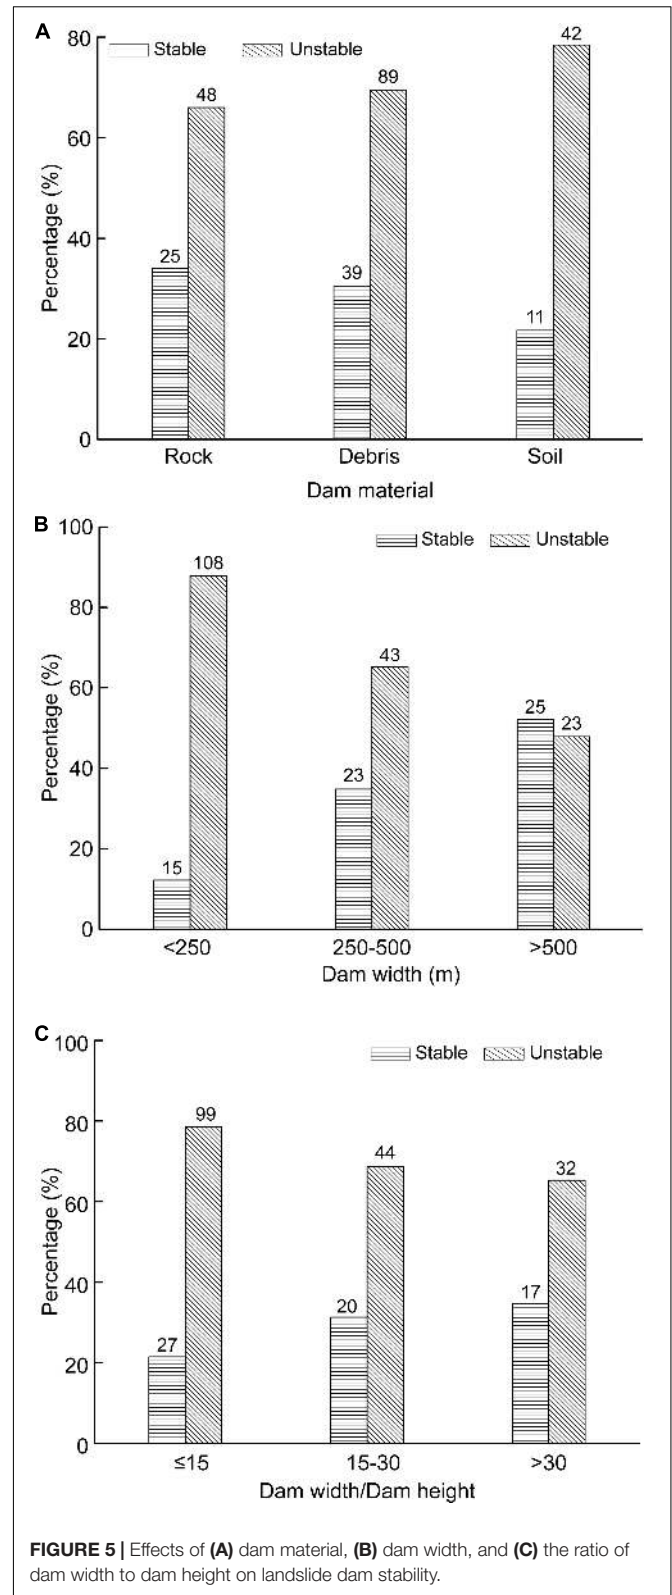 A
Stable Unstable
80
60
40
20
0
Percentage (%)
25 48 39 89 11 42
Rock Debris Soil
Dam material
B
Stable Unstable
100
80
60
40
20
0
Percentage (%)
15 108 23 43 25 23
<250 250-500 >500
Dam width (m)
C
Stable Unstable
100
80
60
40
20
0
Percentage (%)
27 99 20 44 17 32
≤15 15-30 >30
Dam width/Dam height
FIGURE 5 | Effects of (A) dam material, (B) dam width, and (C) the ratio of
dam width to dam height on landslide dam stability.